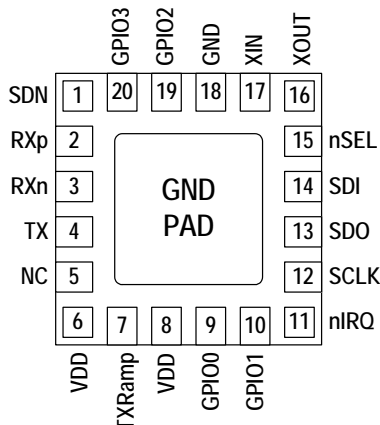 GPIO3
GPIO2
GND
XIN
XOUT
SDN
1
20
19
18
17
16
RXp
2
15
nSEL
RXn
3
GND
14
SDI
TX
4
PAD
13
SDO
NC
5
12
SCLK
6
7
8
9
10
11
nIRQ
VDD
TXRamp
VDD
GPIO0
GPIO1